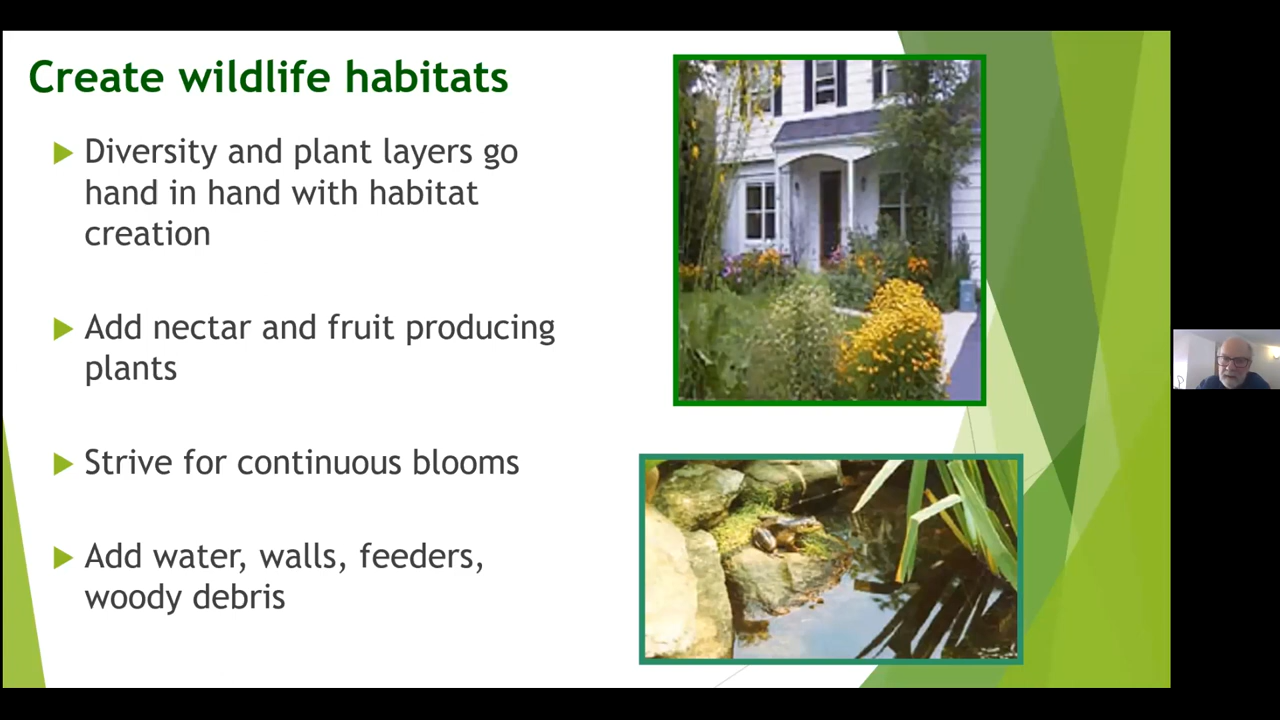 Create wildlife habitats
Diversity and plant layers go
hand in hand with habitat
creation
Add nectar and fruit producing
plants
Strive for continuous blooms
Add water, walls, feeders,
woody debris